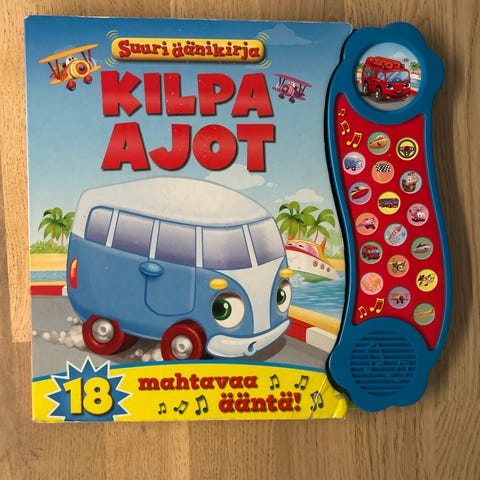 Suuri äänikirja
KILPA
AJOT
18
mahtavaa
ääntä!